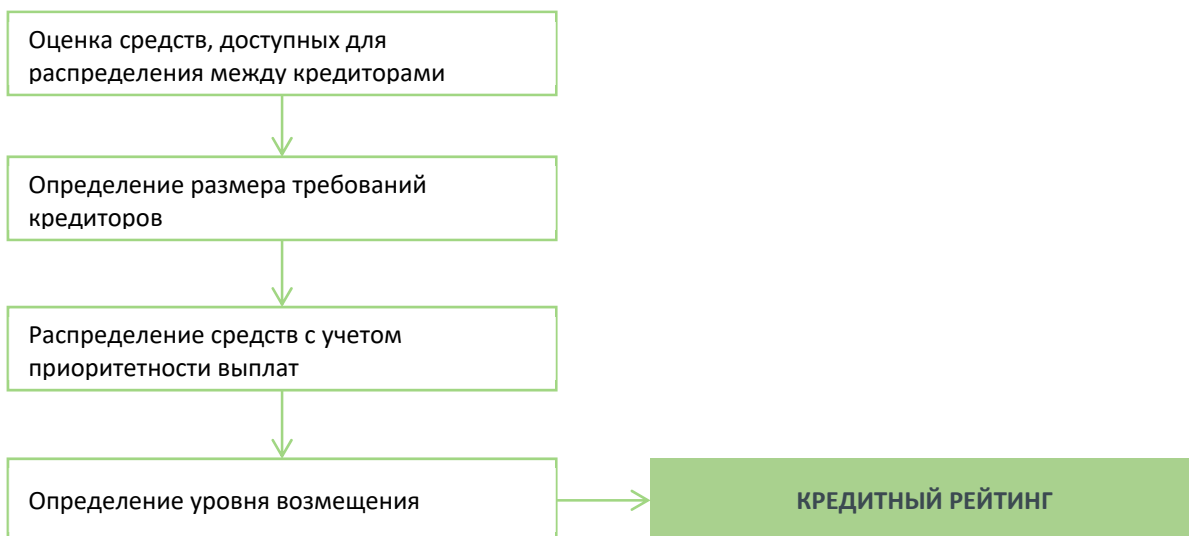 Оценка средств, доступных для
распределения между кредиторами
Определение размера требований
кредиторов
Распределение средств с учетом
приоритетности выплат
Определение уровня возмещения
КРЕДИТНЫЙ РЕЙТИНГ